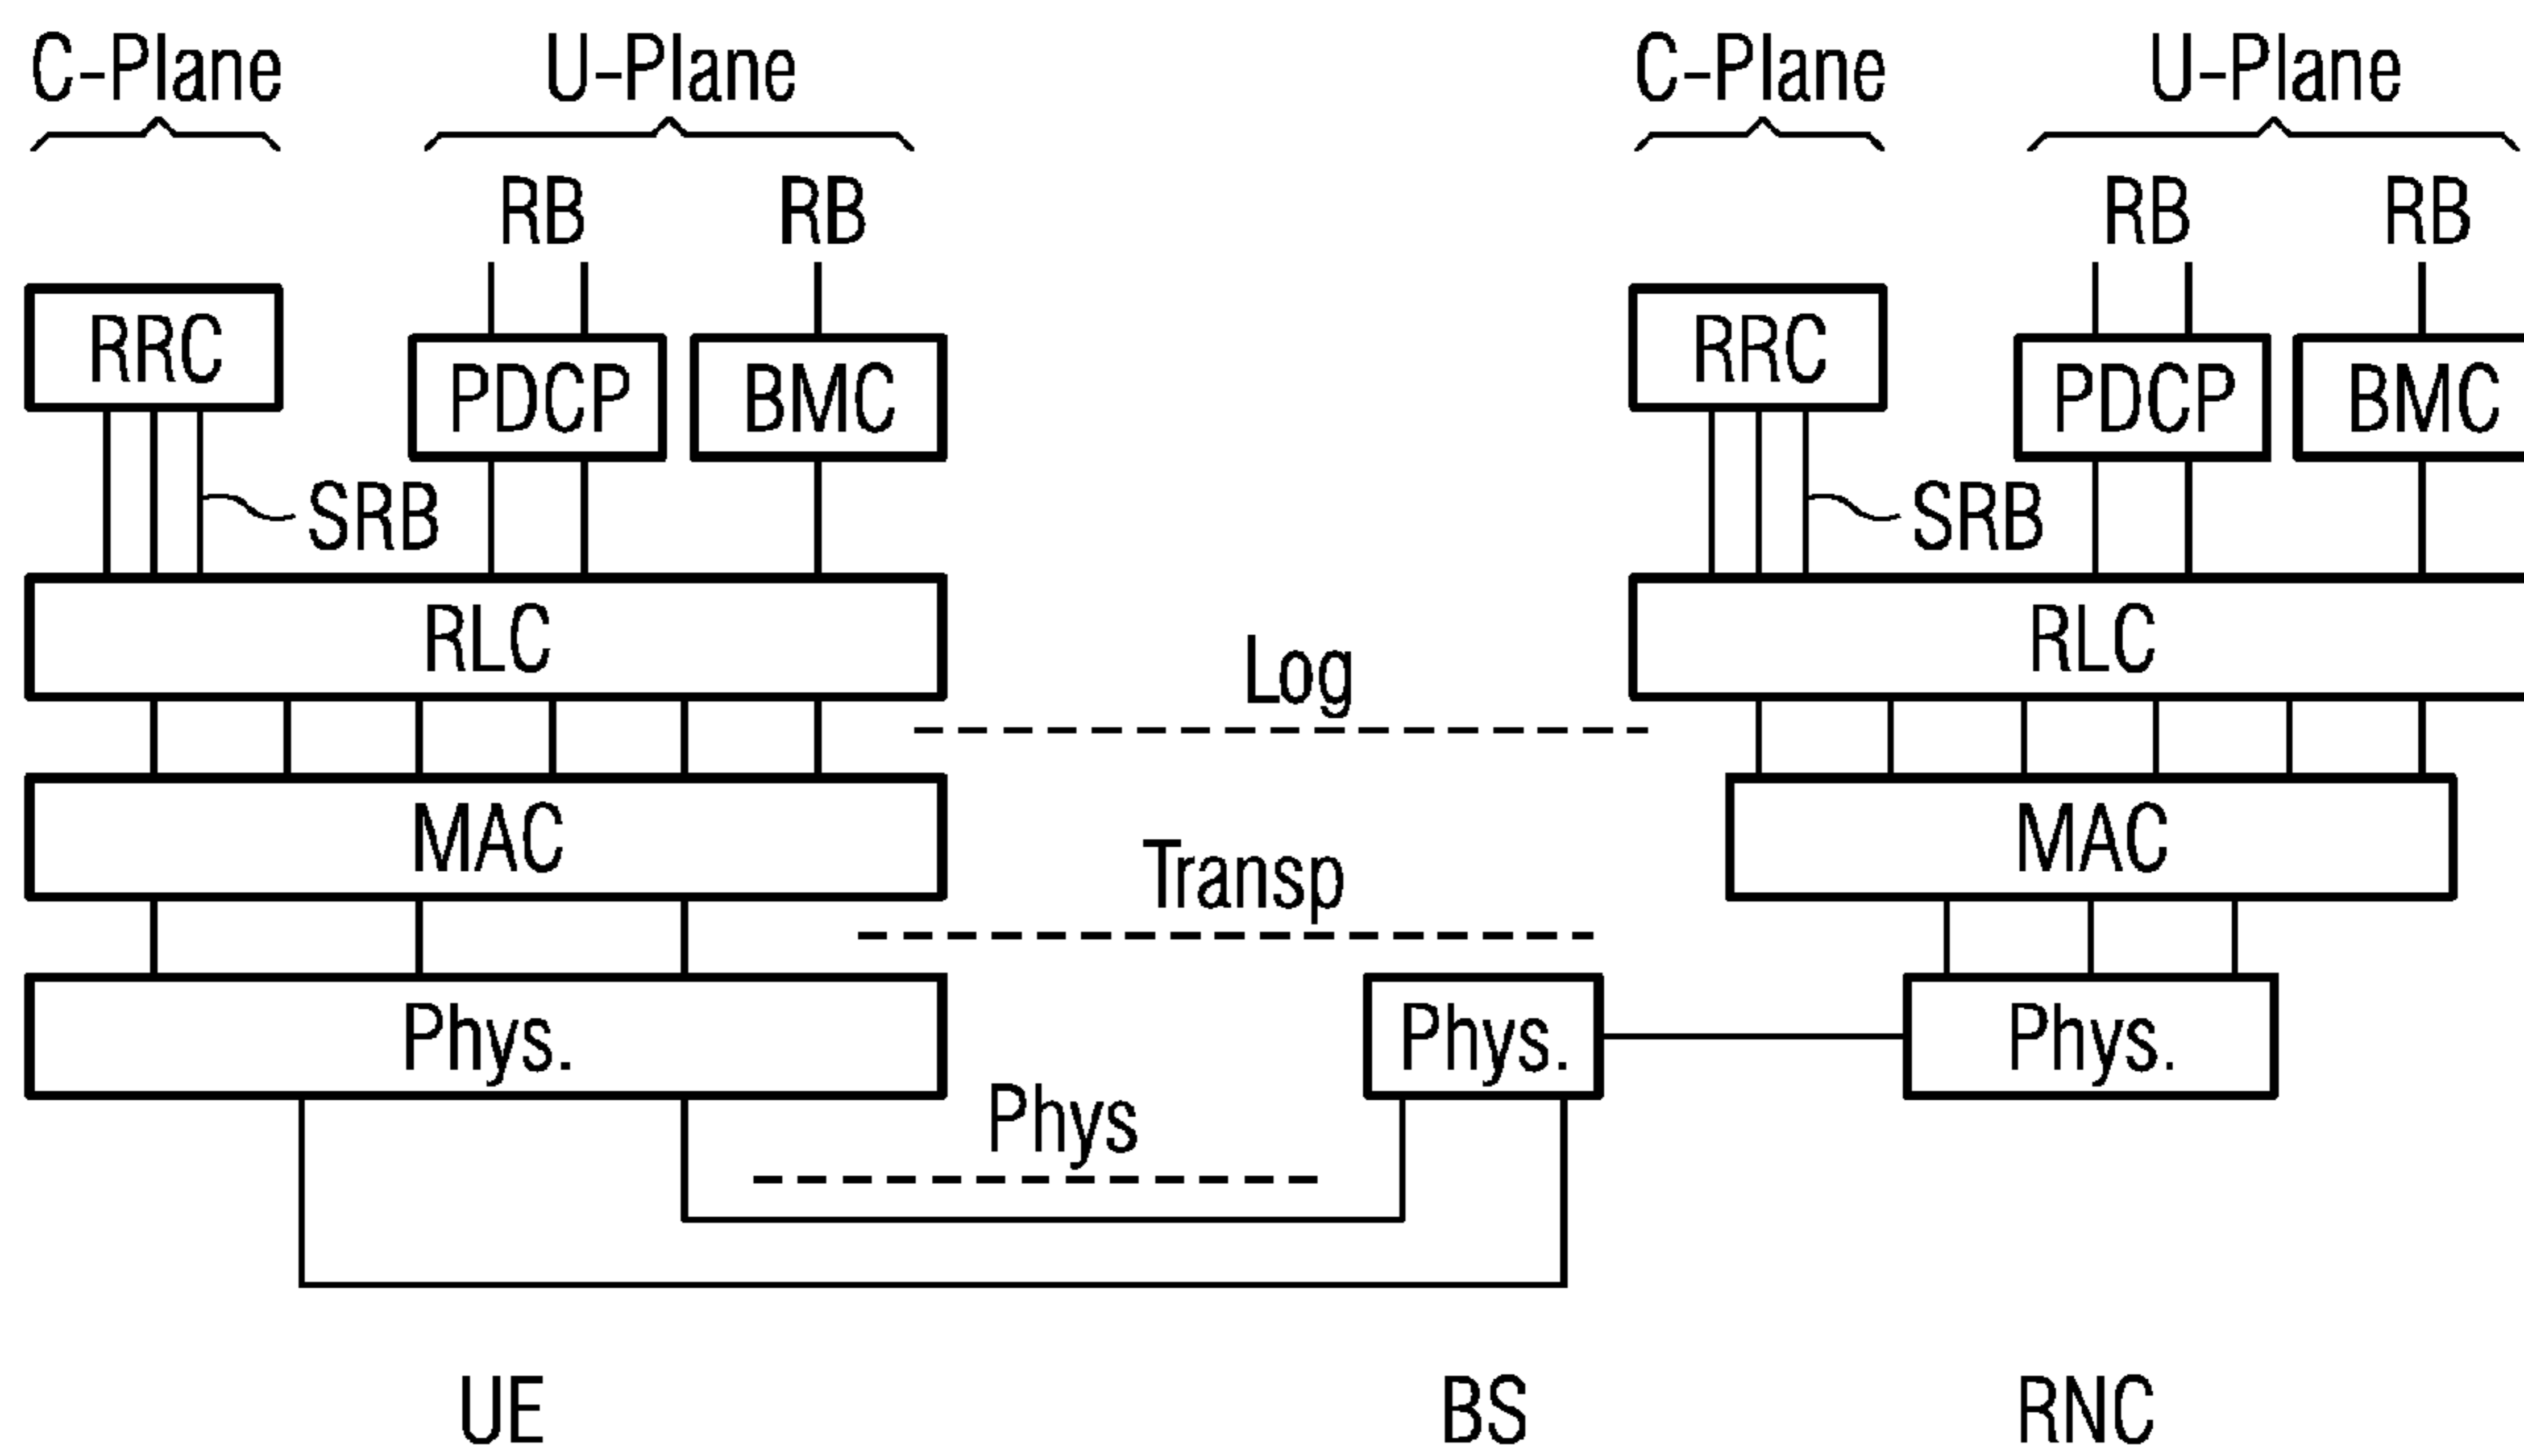 C-Plane U-Plane C-Plane U-Plane
RB RB RB RB
RRC RRC
PDCP BMC PDCP BMC
SRB SRB
RLC RLC
Log
MAC MAC
Transp
Phys. Phys. Phys.
Phys
UE BS RNC